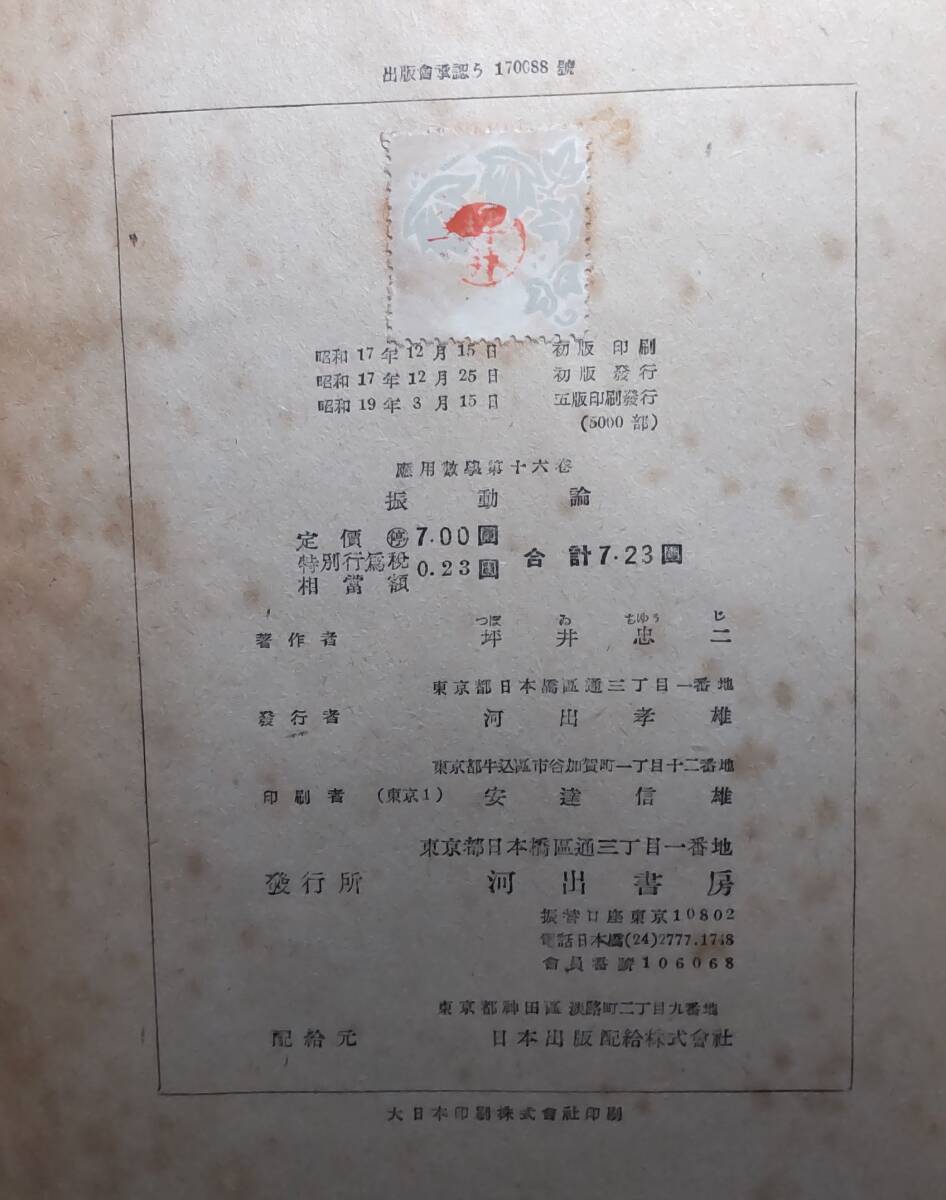 出版會承認う 170088 號
坪井
昭和 17 年 12 月 15 日 初版 印刷
昭和 17 年 12 月 25 日 初版 發行
昭和 19 年 3 月 15 日 五版印刷發行
(5000 部)
應用數學第十六卷
振動論
定價 ㊡ 7.00 圓
特別行爲稅相當額 0.23 圓
合計 7.23 圓
つぼ ゐ ちゆう じ
著作者 坪井忠二
東京都日本橋區通三丁目一番地
發行者 河出孝雄
東京都牛込區市谷加賀町一丁目十二番地
印刷者 (東京1) 安達信雄
東京都日本橋區通三丁目一番地
發行所 河出書房
振替口座東京10802
電話日本橋(24)2777.1748
會員番號106068
東京都神田區淡路町二丁目九番地
配給元 日本出版配給株式會社
大日本印刷株式會社印刷